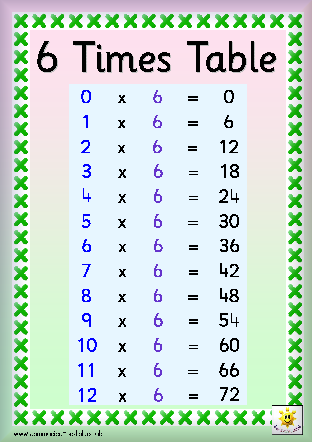 6 Times Table
0 x 6 = 0
1 x 6 = 6
2 x 6 = 12
3 x 6 = 18
4 x 6 = 24
5 x 6 = 30
6 x 6 = 36
7 x 6 = 42
8 x 6 = 48
9 x 6 = 54
10 x 6 = 60
11 x 6 = 66
12 x 6 = 72